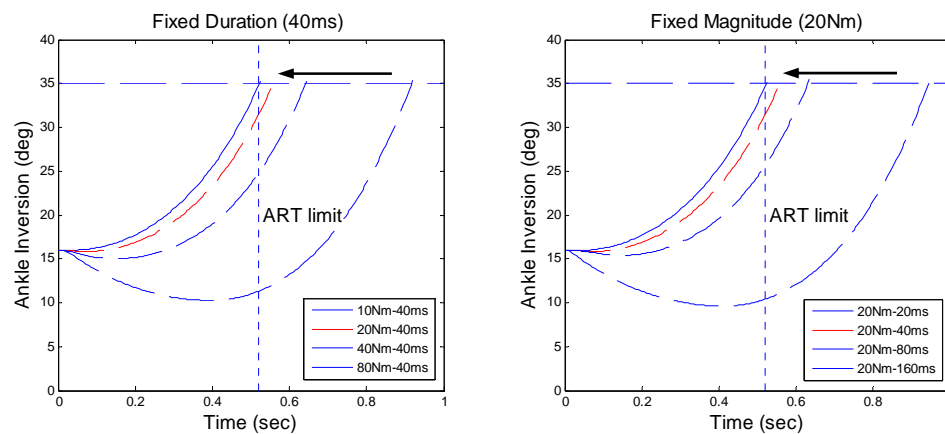 Fixed Duration (40ms)
40
35
30
25
20
15
10
5
0
0
0.2
0.4
0.6
0.8
1
Ankle Inversion (deg)
Time (sec)
ART limit
10Nm-40ms
20Nm-40ms
40Nm-40ms
80Nm-40ms
Fixed Magnitude (20Nm)
40
35
30
25
20
15
10
5
0
0
0.2
0.4
0.6
0.8
Ankle Inversion (deg)
Time (sec)
ART limit
20Nm-20ms
20Nm-40ms
20Nm-80ms
20Nm-160ms